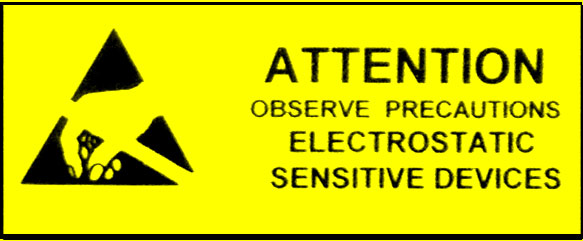 ATTENTION
OBSERVE PRECAUTIONS
ELECTROSTATIC
SENSITIVE DEVICES